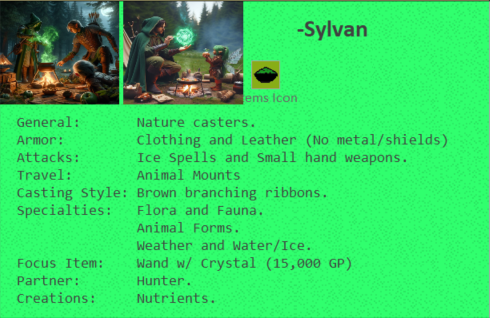 -Sylvan
ems Icon
General: Nature casters.
Armor: Clothing and Leather (No metal/shields)
Attacks: Ice Spells and Small hand weapons.
Travel: Animal Mounts
Casting Style: Brown branching ribbons.
Specialties: Flora and Fauna.
Animal Forms.
Weather and Water/Ice.
Focus Item: Wand w/ Crystal (15,000 GP)
Partner: Hunter.
Creations: Nutrients.